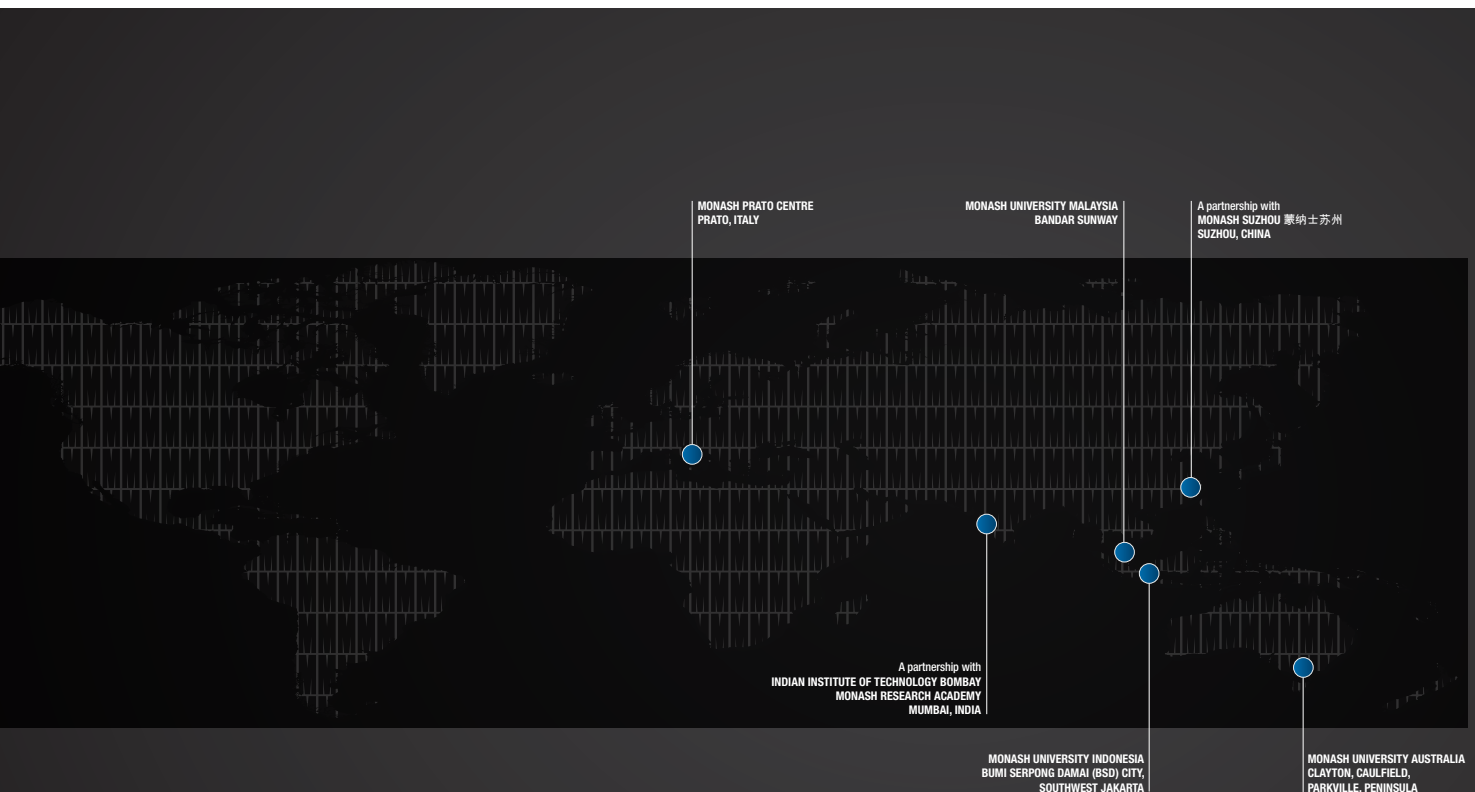 MONASH PRATO CENTRE
PRATO, ITALY
MONASH UNIVERSITY MALAYSIA
BANDAR SUNWAY
A partnership with
MONASH SUZHOU 蒙纳士苏州
SUZHOU, CHINA
A partnership with
INDIAN INSTITUTE OF TECHNOLOGY BOMBAY
MONASH RESEARCH ACADEMY
MUMBAI, INDIA
MONASH UNIVERSITY INDONESIA
BUMI SERPONG DAMAI (BSD) CITY,
SOUTHWEST JAKARTA
MONASH UNIVERSITY AUSTRALIA
CLAYTON, CAULFIELD,
PARKVILLE, PENINSULA